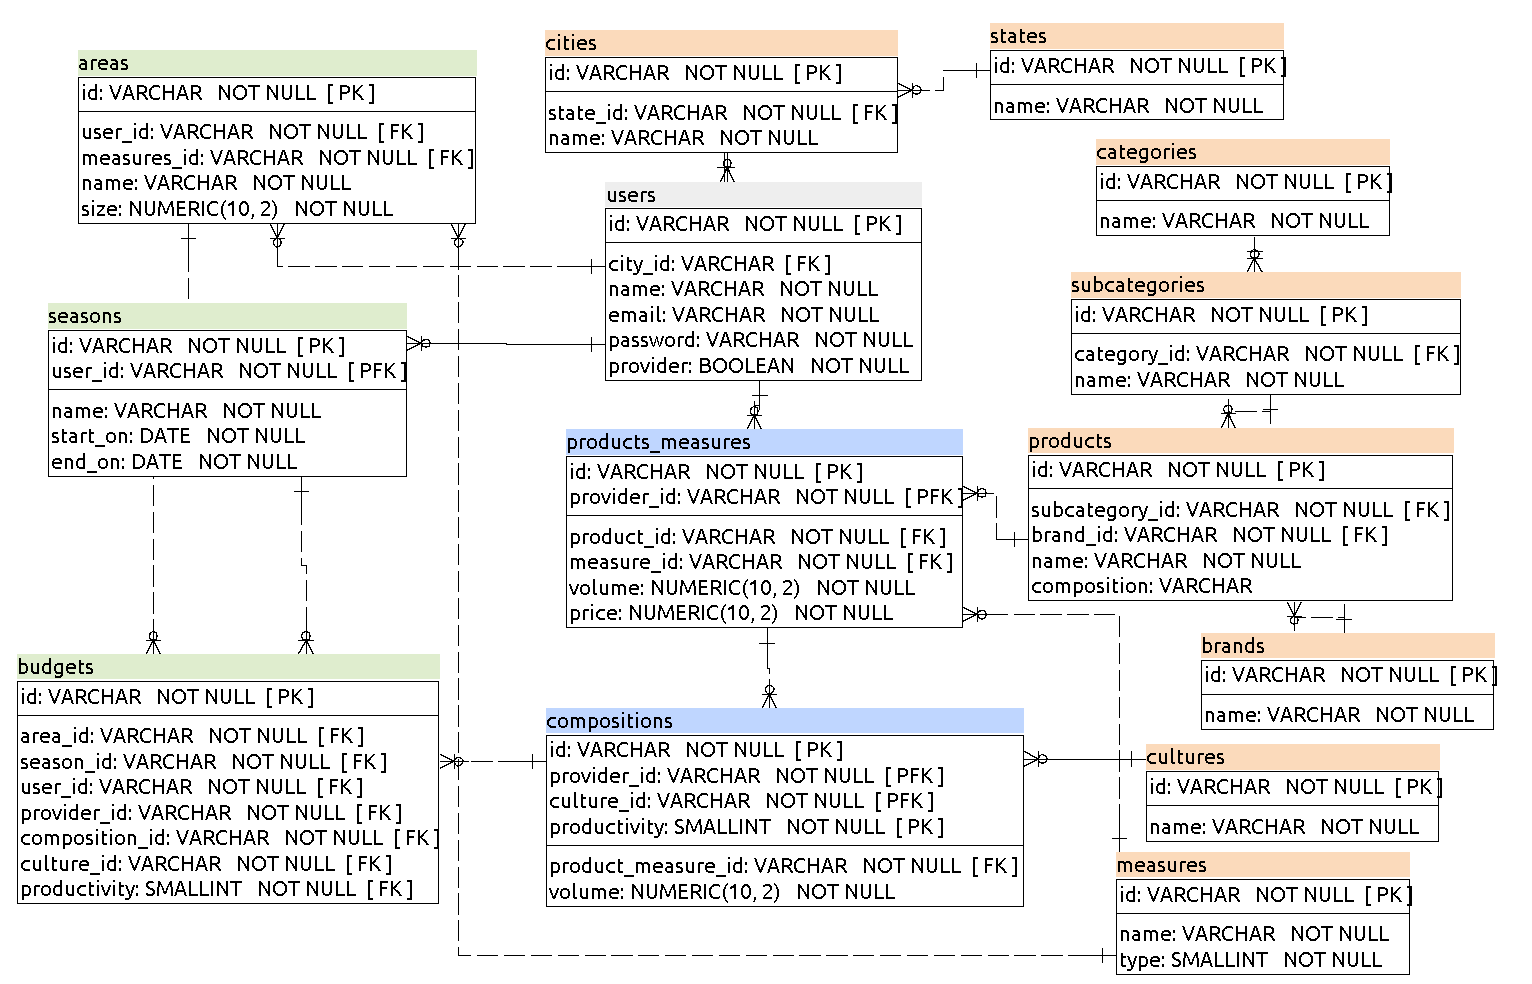 areas
id: VARCHAR NOT NULL [ PK ]
user_id: VARCHAR NOT NULL [ FK ]
measures_id: VARCHAR NOT NULL [ FK ]
name: VARCHAR NOT NULL
size: NUMERIC(10, 2) NOT NULL
cities
id: VARCHAR NOT NULL [ PK ]
state_id: VARCHAR NOT NULL [ FK ]
name: VARCHAR NOT NULL
states
id: VARCHAR NOT NULL [ PK ]
name: VARCHAR NOT NULL
categories
id: VARCHAR NOT NULL [ PK ]
name: VARCHAR NOT NULL
users
id: VARCHAR NOT NULL [ PK ]
city_id: VARCHAR [ FK ]
name: VARCHAR NOT NULL
email: VARCHAR NOT NULL
password: VARCHAR NOT NULL
provider: BOOLEAN NOT NULL
subcategories
id: VARCHAR NOT NULL [ PK ]
category_id: VARCHAR NOT NULL [ FK ]
name: VARCHAR NOT NULL
seasons
id: VARCHAR NOT NULL [ PK ]
user_id: VARCHAR NOT NULL [ PFK ]
name: VARCHAR NOT NULL
start_on: DATE NOT NULL
end_on: DATE NOT NULL
products_measures
id: VARCHAR NOT NULL [ PK ]
provider_id: VARCHAR NOT NULL [ PFK ]
product_id: VARCHAR NOT NULL [ FK ]
measure_id: VARCHAR NOT NULL [ FK ]
volume: NUMERIC(10, 2) NOT NULL
price: NUMERIC(10, 2) NOT NULL
products
id: VARCHAR NOT NULL [ PK ]
subcategory_id: VARCHAR NOT NULL [ FK ]
brand_id: VARCHAR NOT NULL [ FK ]
name: VARCHAR NOT NULL
composition: VARCHAR
brands
id: VARCHAR NOT NULL [ PK ]
name: VARCHAR NOT NULL
budgets
id: VARCHAR NOT NULL [ PK ]
area_id: VARCHAR NOT NULL [ FK ]
season_id: VARCHAR NOT NULL [ FK ]
user_id: VARCHAR NOT NULL [ FK ]
provider_id: VARCHAR NOT NULL [ FK ]
composition_id: VARCHAR NOT NULL [ FK ]
culture_id: VARCHAR NOT NULL [ FK ]
productivity: SMALLINT NOT NULL [ FK ]
compositions
id: VARCHAR NOT NULL [ PK ]
provider_id: VARCHAR NOT NULL [ PFK ]
culture_id: VARCHAR NOT NULL [ PFK ]
productivity: SMALLINT NOT NULL [ PK ]
product_measure_id: VARCHAR NOT NULL [ FK ]
volume: NUMERIC(10, 2) NOT NULL
cultures
id: VARCHAR NOT NULL [ PK ]
name: VARCHAR NOT NULL
measures
id: VARCHAR NOT NULL [ PK ]
name: VARCHAR NOT NULL
type: SMALLINT NOT NULL